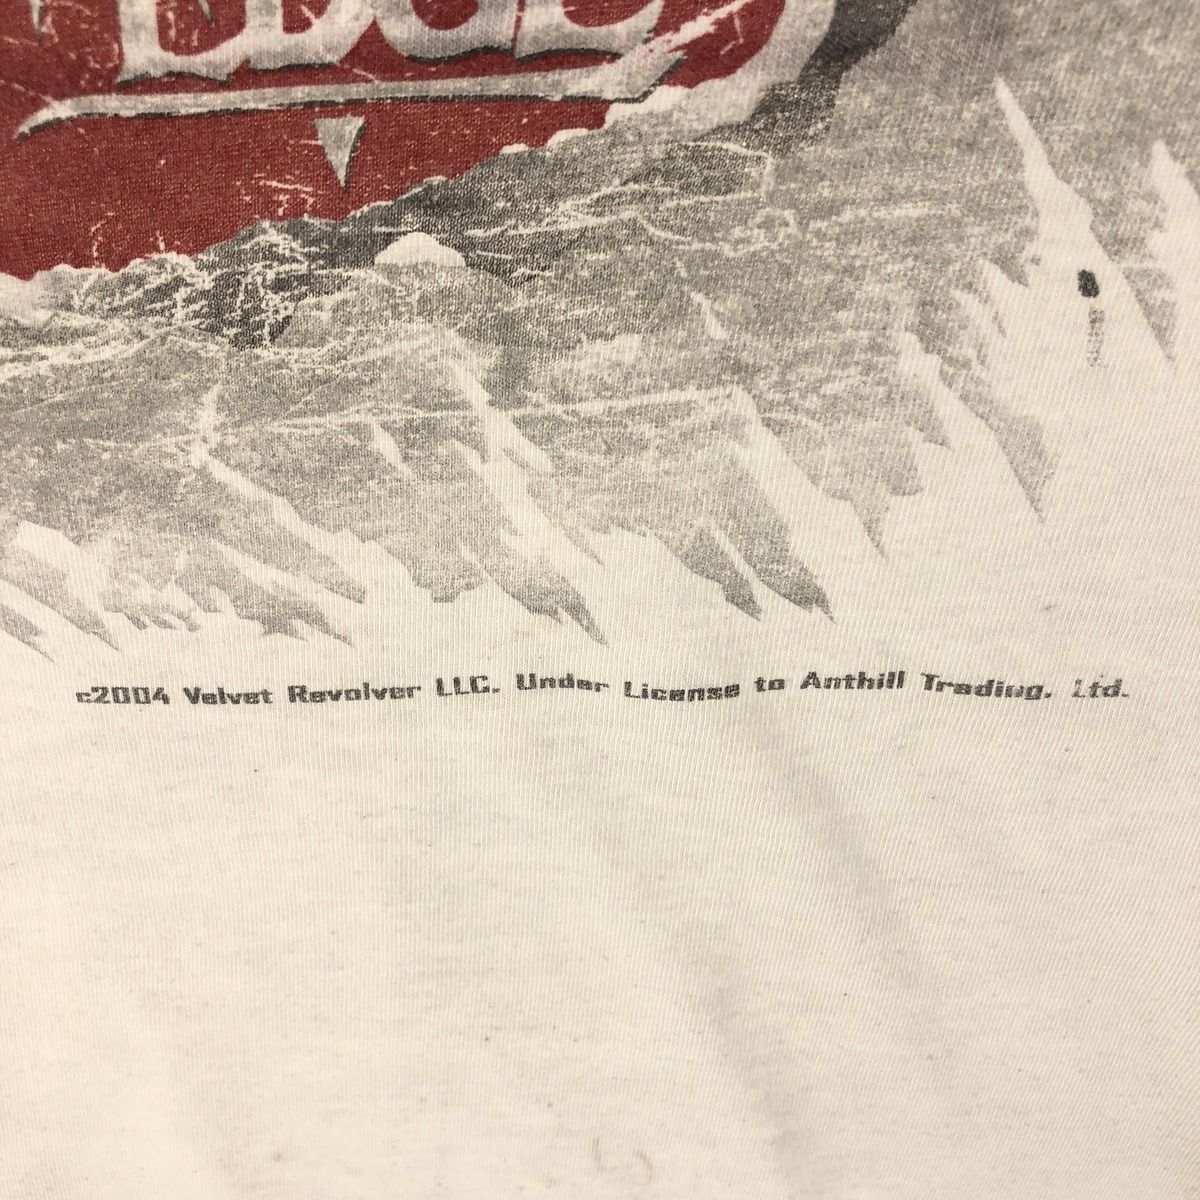 c2004 Velvet Revolver LLC. Under License to Anthill Trading, Ltd.